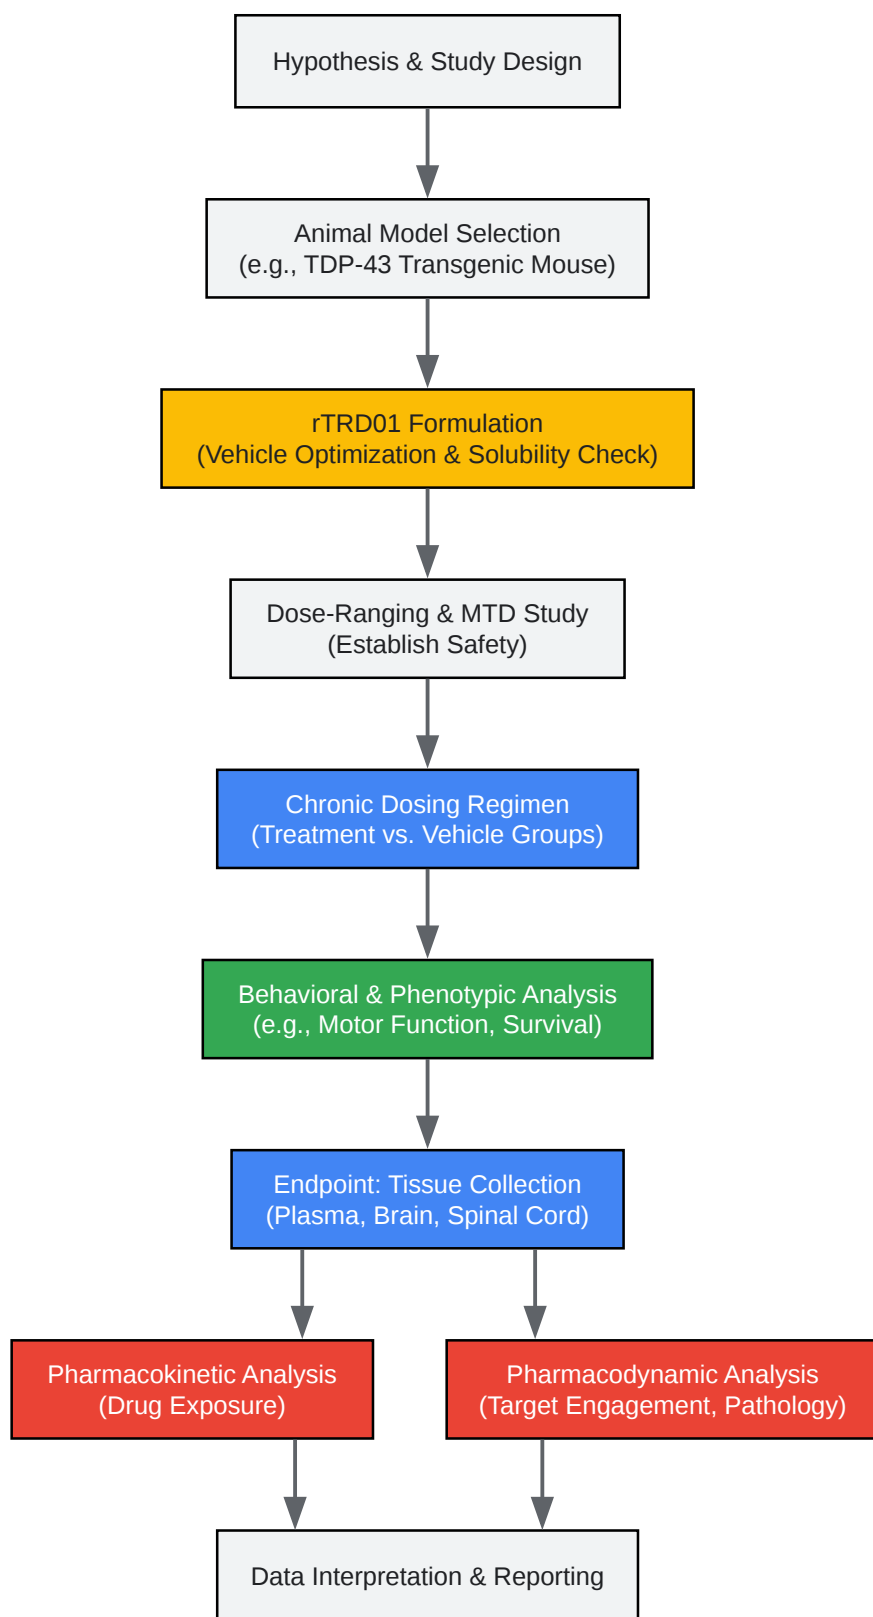 Hypothesis & Study Design
Animal Model Selection
(e.g., TDP-43 Transgenic Mouse)
rTRD01 Formulation
(Vehicle Optimization & Solubility Check)
Dose-Ranging & MTD Study
(Establish Safety)
Chronic Dosing Regimen
(Treatment vs. Vehicle Groups)
Behavioral & Phenotypic Analysis
(e.g., Motor Function, Survival)
Endpoint: Tissue Collection
(Plasma, Brain, Spinal Cord)
Pharmacokinetic Analysis
(Drug Exposure)
Pharmacodynamic Analysis
(Target Engagement, Pathology)
Data Interpretation & Reporting